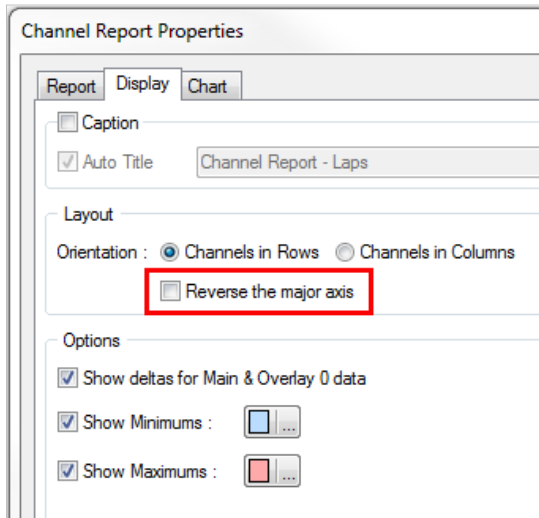 Channel Report Properties
Report Display Chart
Caption
Auto Title Channel Report - Laps
Layout
Orientation : Channels in Rows Channels in Columns
Reverse the major axis
Options
Show deltas for Main & Overlay 0 data
Show Minimums : ...
Show Maximums : ...